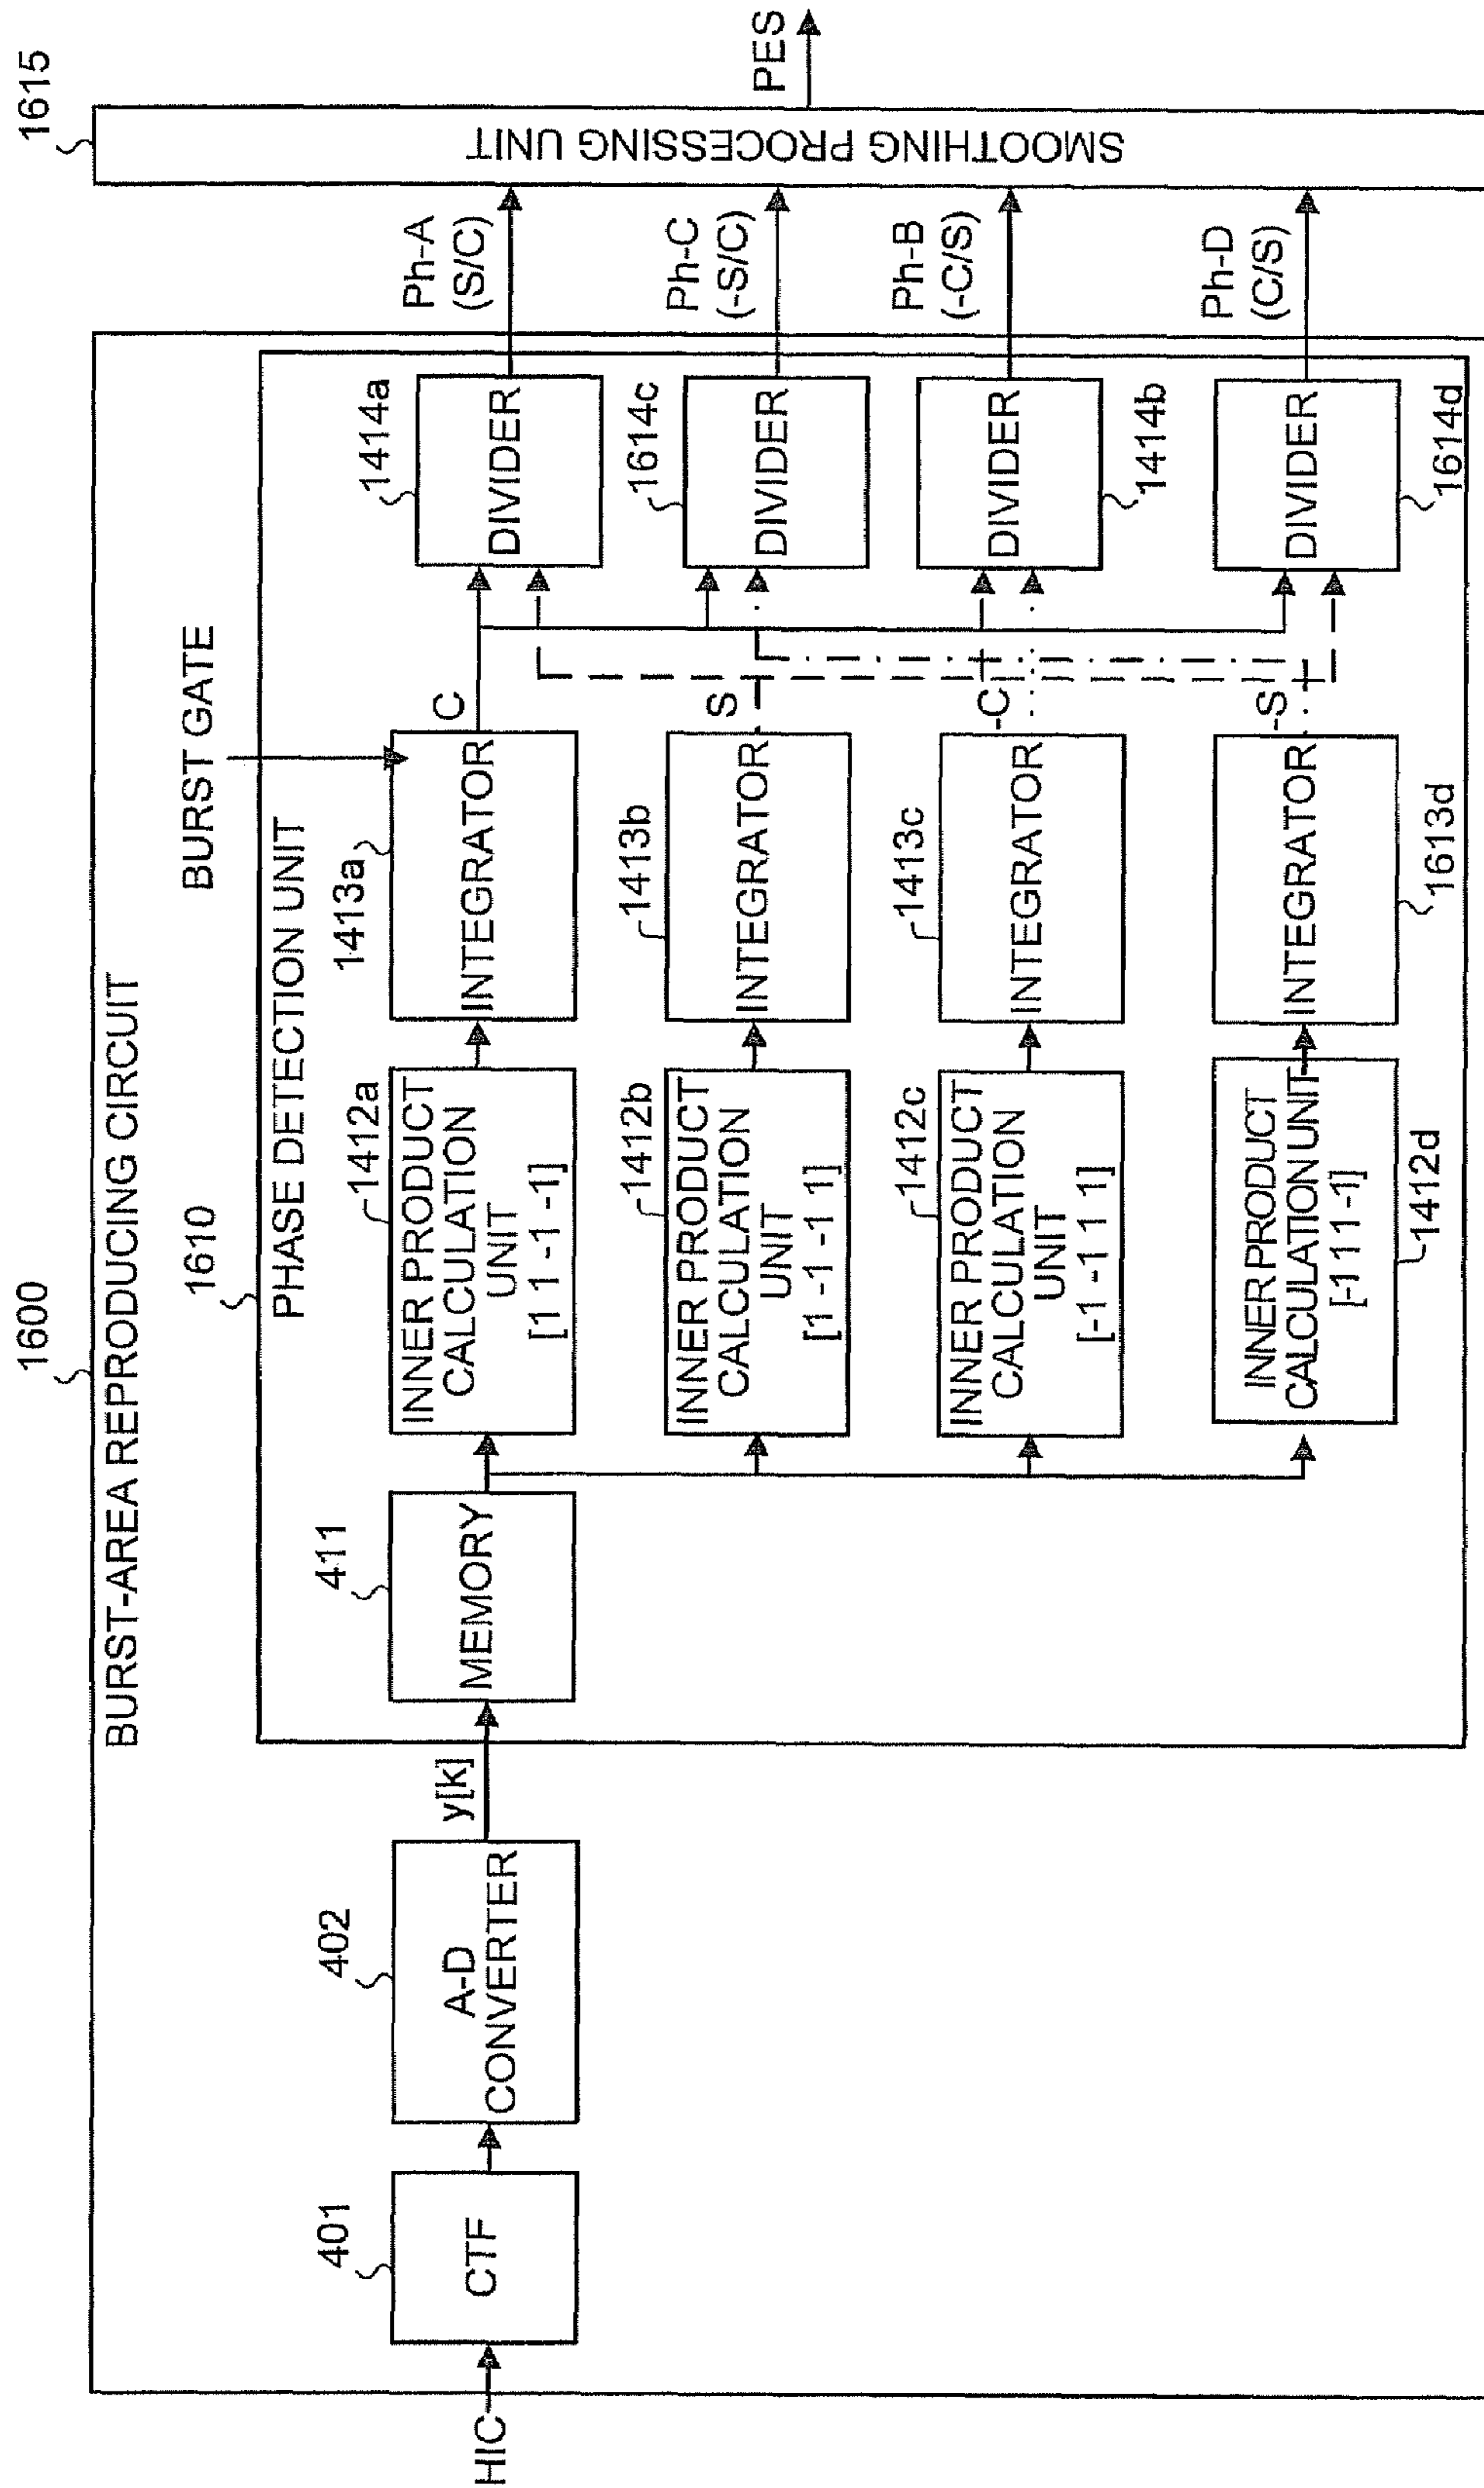 1600
BURST-AREA REPRODUCING CIRCUIT
1610
PHASE DETECTION UNIT
BURST GATE
HIC
401
CTF
402
A-D
CONVERTER
y[k]
411
MEMORY
1412a
INNER PRODUCT
CALCULATION
UNIT
[1 1 -1 -1]
1413a
INTEGRATOR
C
1414a
DIVIDER
Ph-A
(S/C)
1412b
INNER PRODUCT
CALCULATION
UNIT
[1 -1 -1 1]
1413b
INTEGRATOR
S
1614c
DIVIDER
Ph-C
(-S/C)
1412c
INNER PRODUCT
CALCULATION
UNIT
[-1 -1 1 1]
1413c
INTEGRATOR
-C
DIVIDER
1414b
Ph-B
(-C/S)
INNER PRODUCT
CALCULATION UNIT
[-1 1 1 -1]
1412d
INTEGRATOR
1613d
-S
DIVIDER
1614d
Ph-D
(C/S)
1615
SMOOTHING PROCESSING UNIT
PES